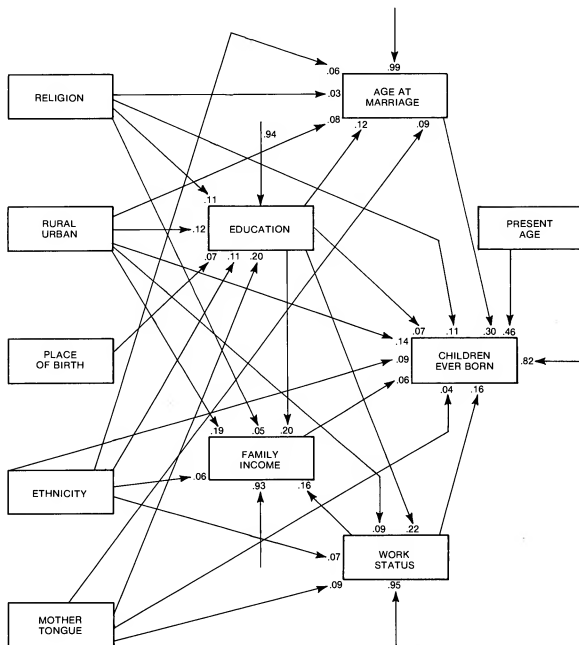 .99
.06
RELIGION
.03
AGE AT
MARRIAGE
.08
.12
.09
.94
.11
RURAL
URBAN
.12
EDUCATION
PRESENT
AGE
.07
.11
.20
.07
.11
.30
.46
.14
PLACE
OF BIRTH
.09
CHILDREN
EVER BORN
.82
.06
.04
.16
.19
.05
.20
FAMILY
INCOME
ETHNICITY
.06
.93
.16
.09
.22
.07
WORK
STATUS
.09
.95
MOTHER
TONGUE